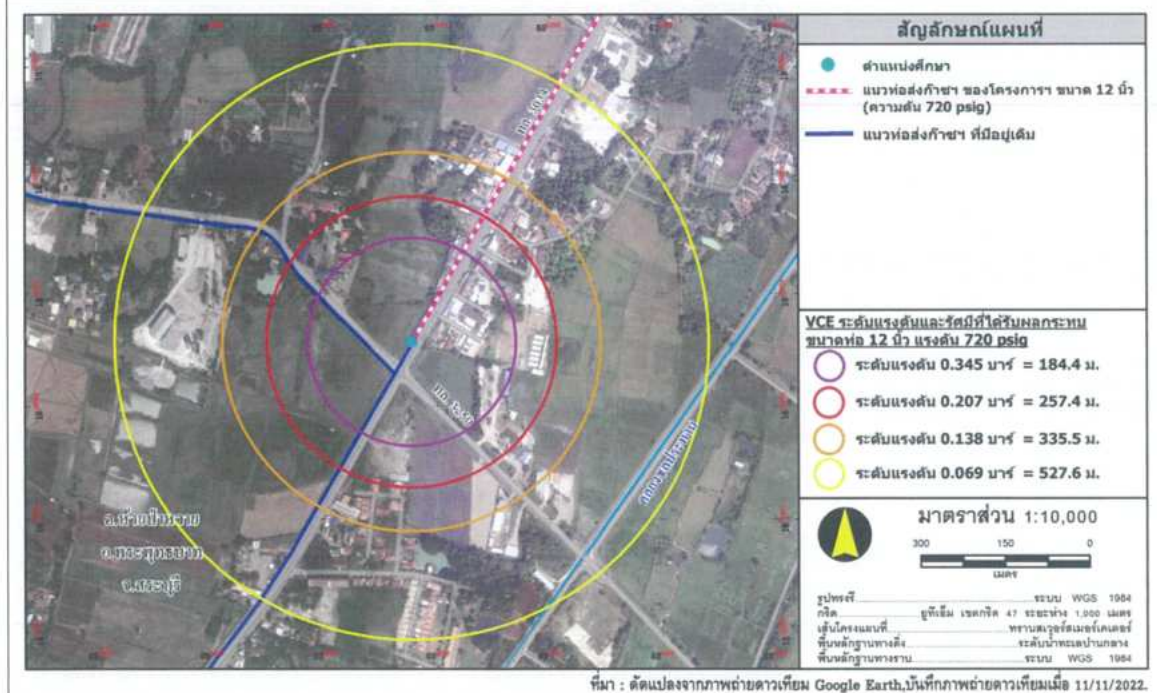 สัญลักษณ์แผนที่
ตำแหน่งศึกษา
แนวท่อส่งก๊าซฯ ของโครงการฯ ขนาด 12 นิ้ว
(ความดัน 720 psig)
แนวท่อส่งก๊าซฯ ที่มีอยู่เดิม
VCE ระดับแรงดันและรัศมีที่ได้รับผลกระทบ
ขนาดท่อ 12 นิ้ว แรงดัน 720 psig
ระดับแรงดัน 0.345 บาร์ = 184.4 ม.
ระดับแรงดัน 0.207 บาร์ = 257.4 ม.
ระดับแรงดัน 0.138 บาร์ = 335.5 ม.
ระดับแรงดัน 0.069 บาร์ = 527.6 ม.
อ.พระพุทธบาท
จ.สระบุรี
มาตราส่วน 1:10,000
300 150 0
เมตร
รูปทรงรี ระบบ WGS 1984
กริด ยูทีเอ็ม เขตกริด 47 ระยะห่าง 1,000 เมตร
เส้นโครงแผนที่ ทรานสเวอร์สเมอร์เคเตอร์
พื้นหลักฐานทางดิ่ง ระดับน้ำทะเลปานกลาง
พื้นหลักฐานทางราบ ระบบ WGS 1984
ที่มา : ดัดแปลงจากภาพถ่ายดาวเทียม Google Earth,บันทึกภาพถ่ายดาวเทียมเมื่อ 11/11/2022.